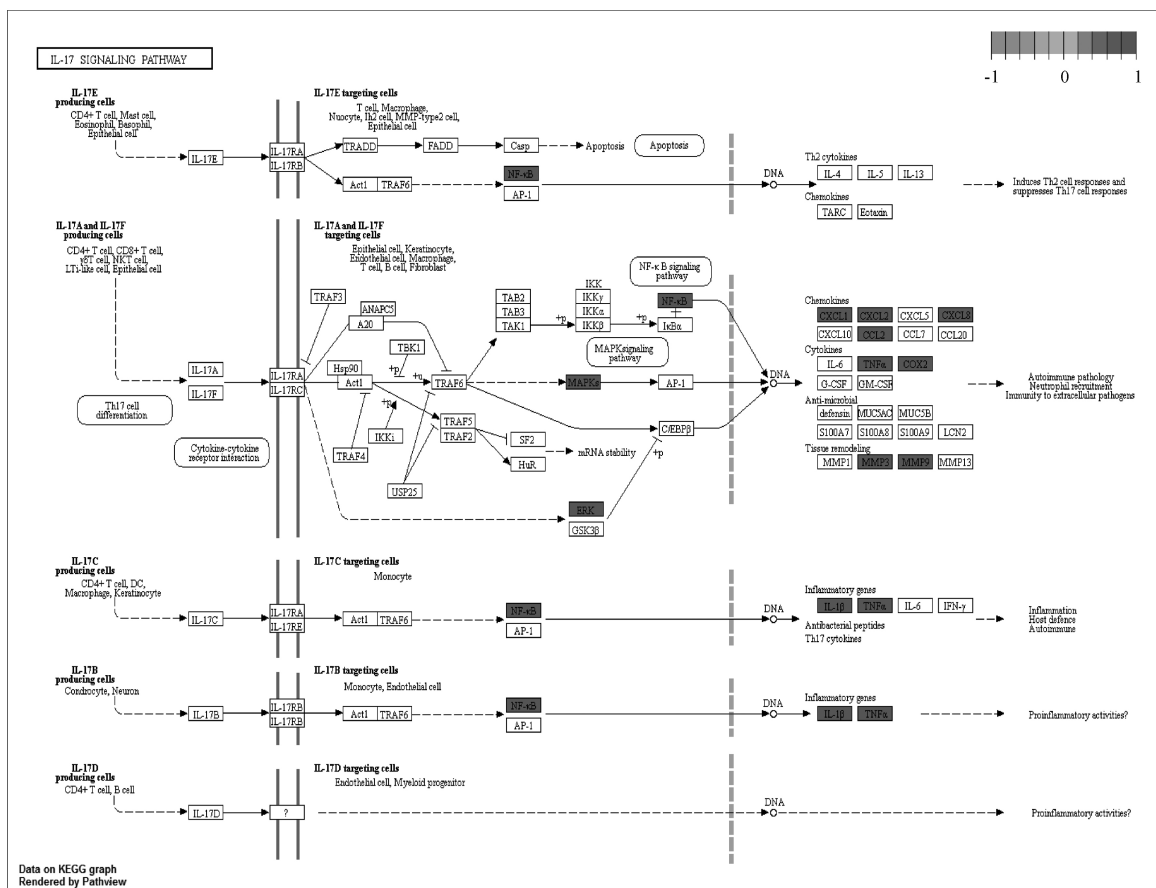 IL-17 SIGNALING PATHWAY
-1 0 1
IL-17E
producing cells
CD4+ T cell, Mast cell,
Eosinophil, Basophil,
Epithelial cell
IL-17E targeting cells
T cell, Macrophage,
Nuocyte, Ih2 cell, MMP-type2 cell,
Epithelial cell
IL-17E
IL-17RA
IL-17RB
TRADD
FADD
Casp
Apoptosis
Apoptosis
Act1
TRAF6
NF-κB
AP-1
DNA
Th2 cytokines
IL-4
IL-5
IL-13
Chemokines
TARC
Eotaxin
Induces Th2 cell responses and
suppresses Th17 cell responses
IL-17A and IL-17F
producing cells
CD4+ T cell, CD8+ T cell,
γδT cell, NKT cell,
LTi-like cell, Epithelial cell
IL-17A and IL-17F
targeting cells
Epithelial cell, Keratinocyte,
Endothelial cell, Macrophage,
T cell, B cell, Fibroblast
IL-17A
IL-17F
Th17 cell
differentiation
Cytokine-cytokine
receptor interaction
IL-17RA
IL-17RC
TRAF3
ANAPC5
A20
Hsp90
Act1
TBK1
+p
+u
TRAF6
+p
IKKi
TRAF4
TRAF5
TRAF2
USP25
SF2
HuR
mRNA stability
TAB2
TAB3
TAK1
+p
IKK
IKKγ
IKKα
IKKβ
+p
NF-κB
IκBα
NF-κ B signaling
pathway
MAPK signaling
pathway
MAPKs
AP-1
C/EBPβ
+p
ERK
GSK3β
DNA
Chemokines
CXCL1
CXCL2
CXCL5
CXCL8
CXCL10
CCL2
CCL7
CCL20
Cytokines
IL-6
TNFα
COX2
G-CSF
GM-CSF
Anti-microbial
defensin
MUC5AC
MUC5B
S100A7
S100A8
S100A9
LCN2
Tissue remodeling
MMP1
MMP3
MMP9
MMP13
Autoimmune pathology
Neutrophil recruitment
Immunity to extracellular pathogens
IL-17C
producing cells
CD4+ T cell, DC,
Macrophage, Keratinocyte
IL-17C targeting cells
Monocyte
IL-17C
IL-17RA
IL-17RE
Act1
TRAF6
NF-κB
AP-1
DNA
Inflammatory genes
IL-1β
TNFα
IL-6
IFN-γ
Antibacterial peptides
Th17 cytokines
Inflammation
Host defence
Autoimmune
IL-17B
producing cells
Condrocyte, Neuron
IL-17B targeting cells
Monocyte, Endothelial cell
IL-17B
IL-17RB
IL-17RB
Act1
TRAF6
NF-κB
AP-1
DNA
Inflammatory genes
IL-1β
TNFα
Proinflammatory activities?
IL-17D
producing cells
CD4+ T cell, B cell
IL-17D targeting cells
Endothelial cell, Myeloid progenitor
IL-17D
?
DNA
Proinflammatory activities?
Data on KEGG graph
Rendered by Pathview